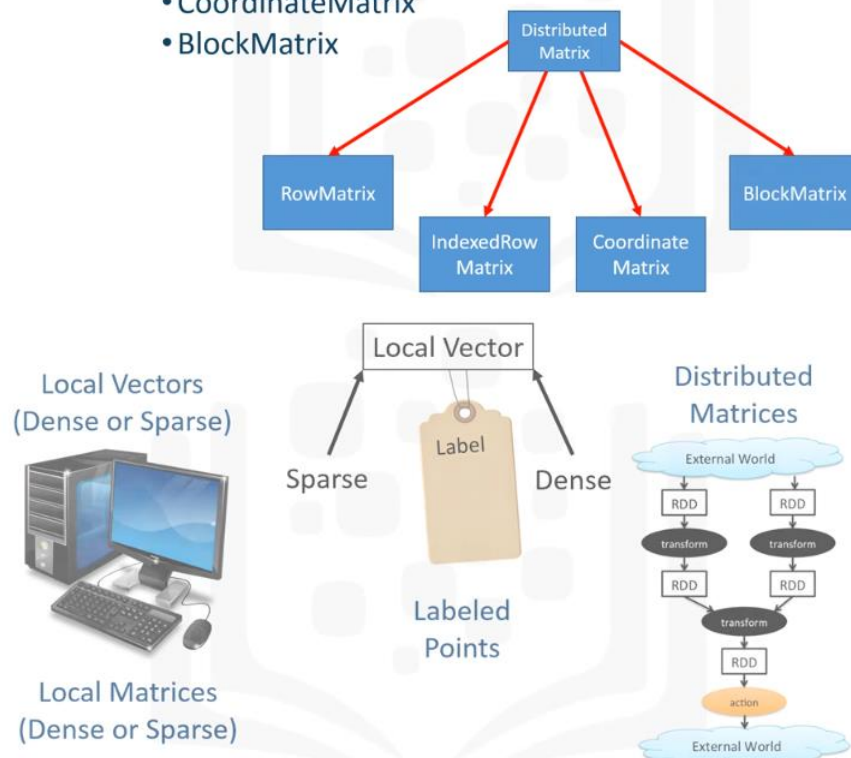 • CoordinateMatrix
• BlockMatrix
Distributed
Matrix
RowMatrix
IndexedRow
Matrix
Coordinate
Matrix
BlockMatrix
Local Vectors
(Dense or Sparse)
Local Matrices
(Dense or Sparse)
Local Vector
Label
Sparse
Dense
Labeled
Points
Distributed
Matrices
External World
RDD
RDD
transform
transform
RDD
RDD
transform
RDD
action
External World